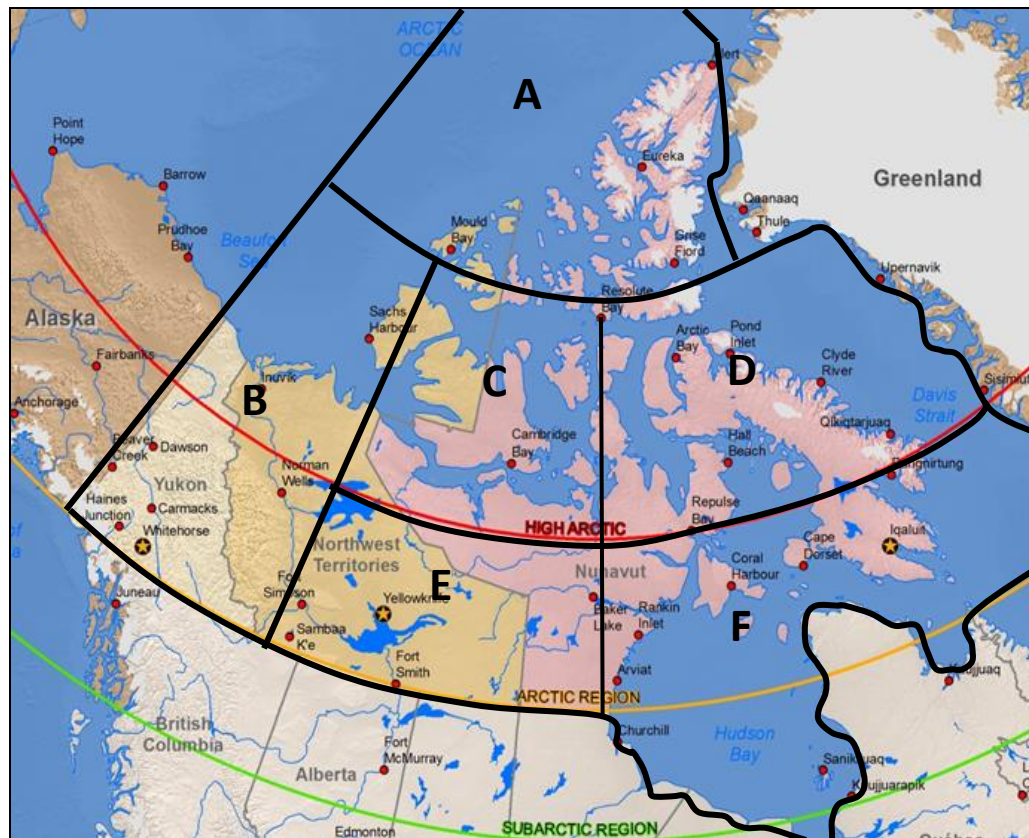 ARCTIC
OCEAN
A
Alert
Point
Hope
Barrow
Eureka
Greenland
Qaanaaq
Thule
Prudhoe
Bay
Beaufort
Sea
Mould
Bay
Grise
Fjord
Upernavik
Resolute
Bay
Sachs
Harbour
Alaska
Arctic
Bay
Pond
Inlet
Fairbanks
C
D
Clyde
River
Inuvik
B
Sisimiut
Davis
Strait
Anchorage
Qikiqtarjuaq
Beaver
Creek
Dawson
Cambridge
Bay
Hall
Beach
Pangnirtung
Norman
Wells
Yukon
Haines
Junction
Carmacks
Whitehorse
Repulse
Bay
HIGH ARCTIC
Iqaluit
Cape
Dorset
Northwest
Territories
Nunavut
Coral
Harbour
E
Juneau
Fort
Simpson
Yellowknife
Baker
Lake
Rankin
Inlet
F
Sambaa
K'e
Fort
Smith
Arviat
Kuujjuaq
ARCTIC REGION
British
Columbia
Churchill
Hudson
Bay
Fort
McMurray
Alberta
Sanikiluaq
Kuujjuarapik
Edmonton
SUBARCTIC REGION